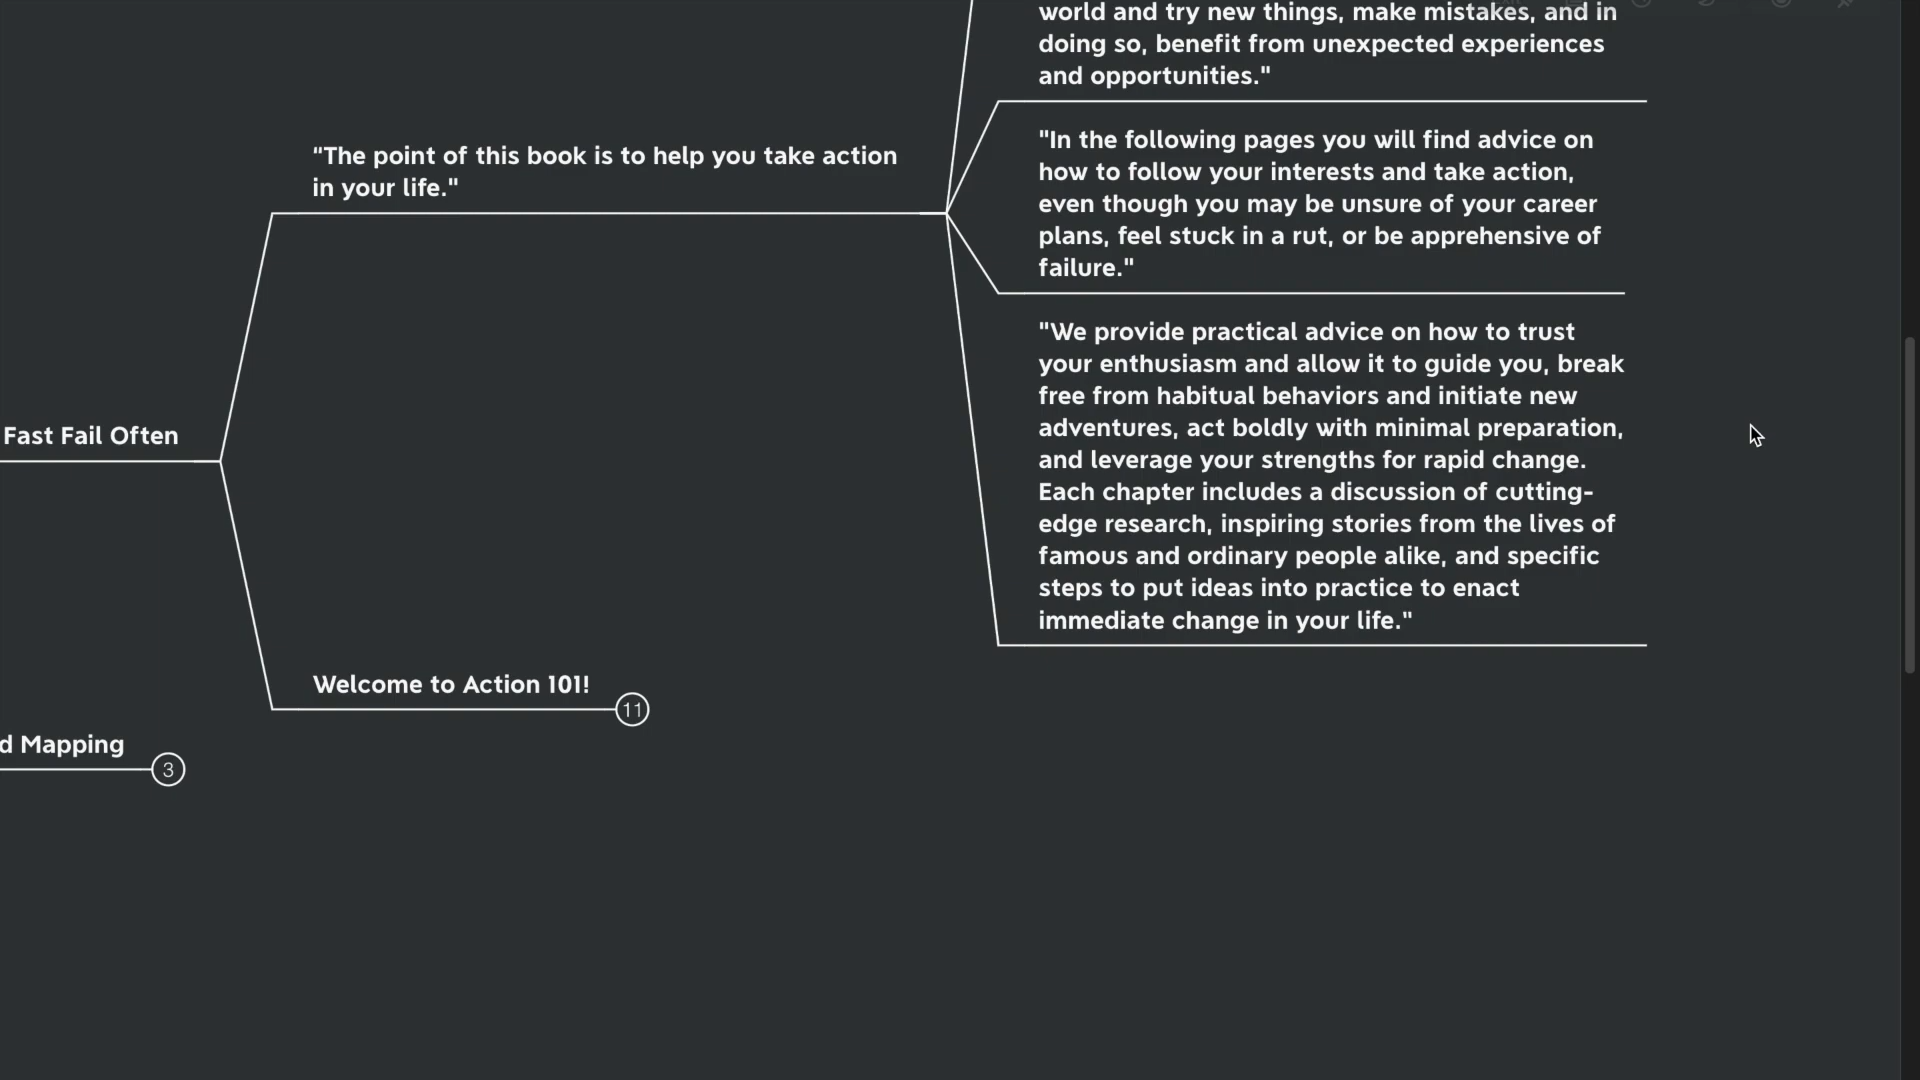 world and try new things, make mistakes, and in
doing so, benefit from unexpected experiences
and opportunities."
"The point of this book is to help you take action
in your life."
"In the following pages you will find advice on
how to follow your interests and take action,
even though you may be unsure of your career
plans, feel stuck in a rut, or be apprehensive of
failure."
"We provide practical advice on how to trust
your enthusiasm and allow it to guide you, break
free from habitual behaviors and initiate new
adventures, act boldly with minimal preparation,
and leverage your strengths for rapid change.
Each chapter includes a discussion of cutting-
edge research, inspiring stories from the lives of
famous and ordinary people alike, and specific
steps to put ideas into practice to enact
immediate change in your life."
Fast Fail Often
Welcome to Action 101!
11
d Mapping
3